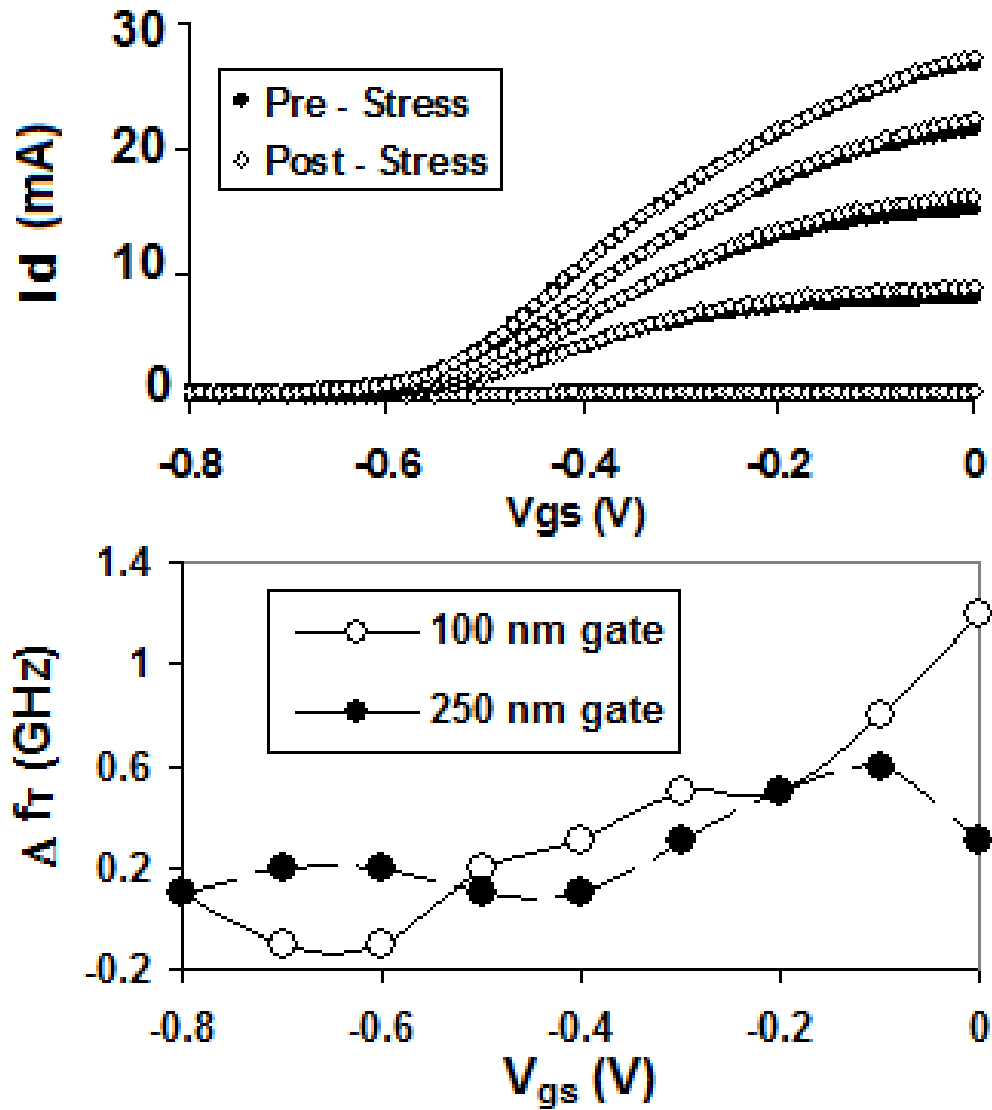 30
20
10
0
Id (mA)
Pre - Stress
Post - Stress
-0.8 -0.6 -0.4 -0.2 0
Vgs (V)
1.4
1
0.6
0.2
-0.2
Δ fT (GHz)
100 nm gate
250 nm gate
-0.8 -0.6 -0.4 -0.2 0
Vgs (V)